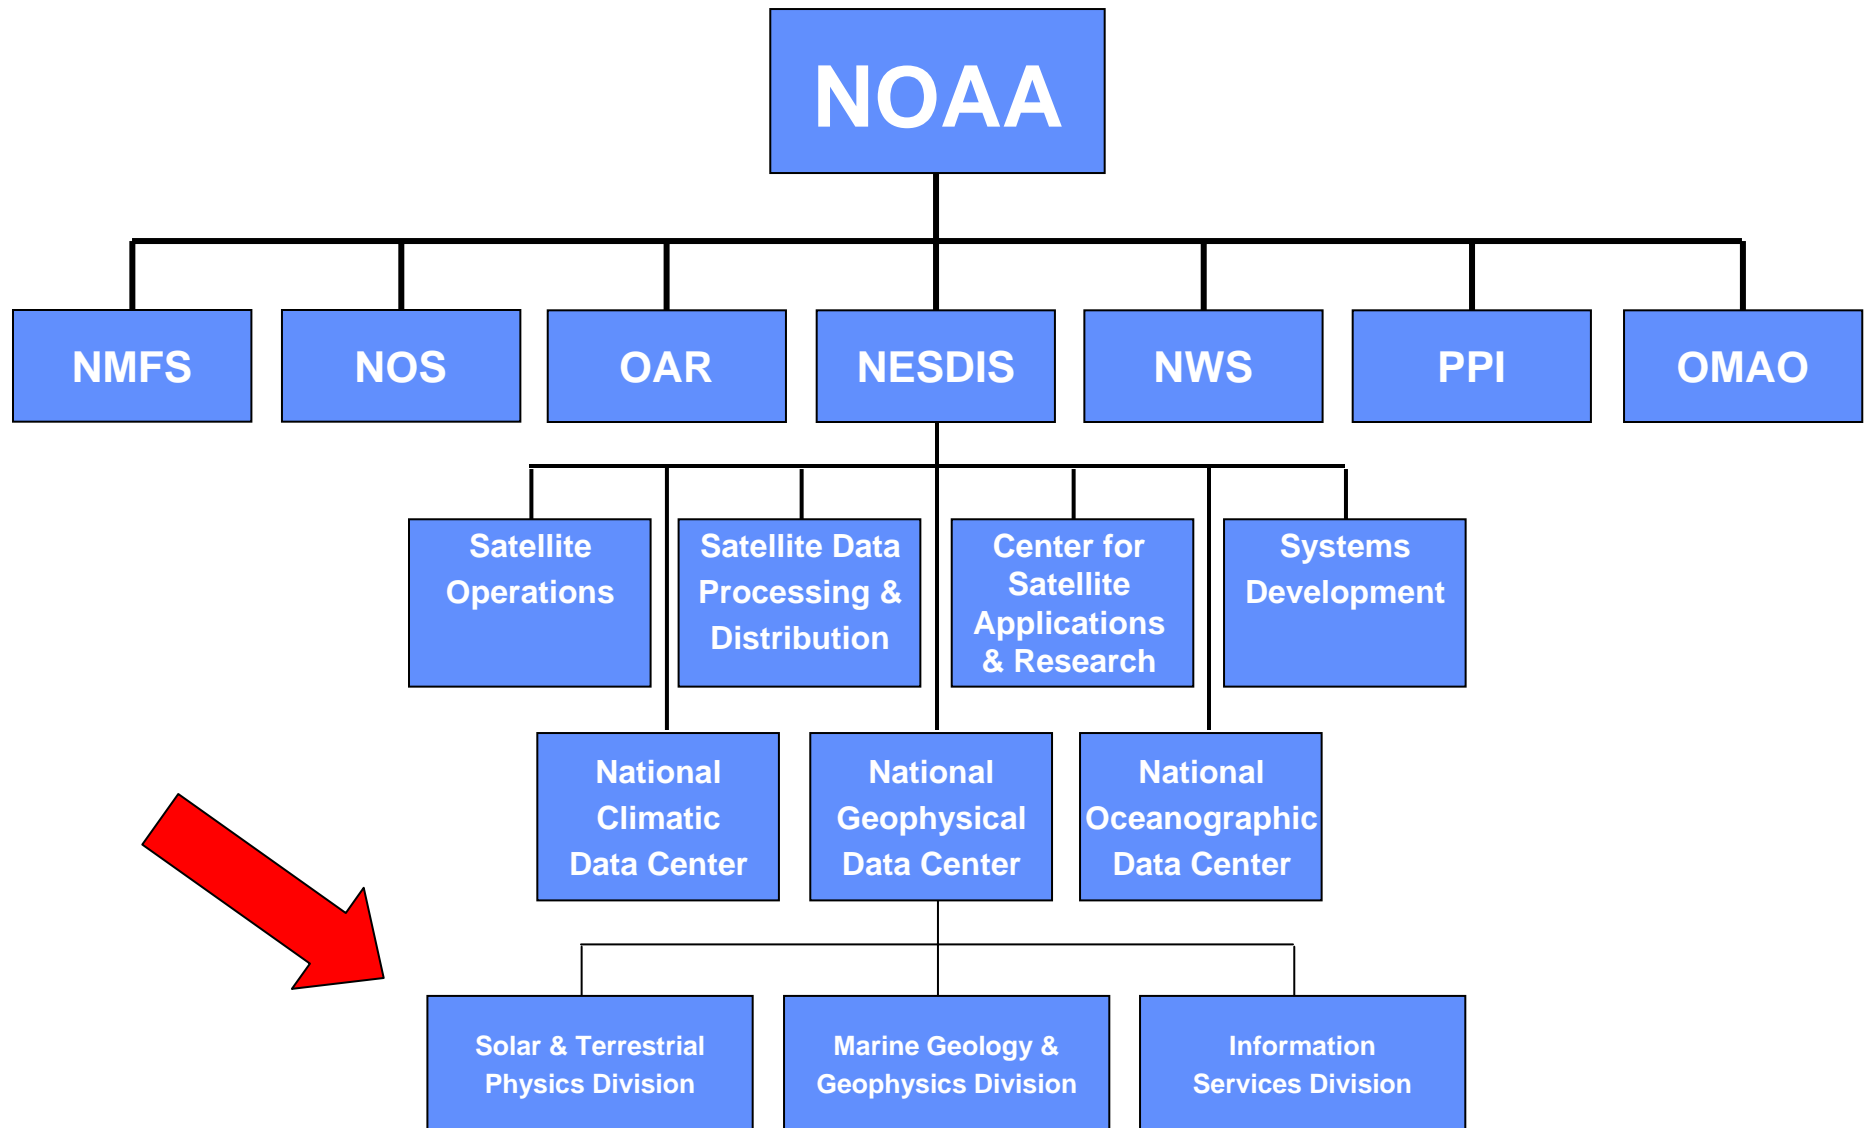 NOAA
NMFS
NOS
OAR
NESDIS
NWS
PPI
OMAO
Satellite
Operations
Satellite Data
Processing &
Distribution
Center for
Satellite
Applications
& Research
Systems
Development
National
Climatic
Data Center
National
Geophysical
Data Center
National
Oceanographic
Data Center
Solar & Terrestrial
Physics Division
Marine Geology &
Geophysics Division
Information
Services Division